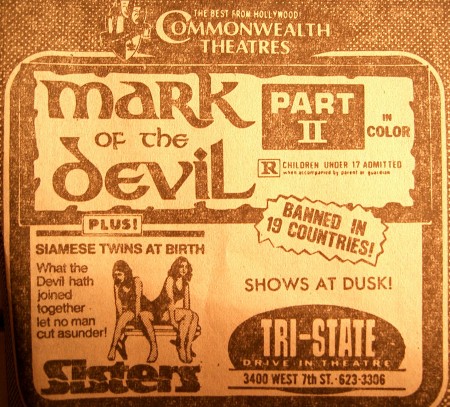 THE BEST FROM HOLLYWOOD!
COMMONWEALTH
THEATRES
MARK
OF THE
DEVIL
PART
II
IN
COLOR
R CHILDREN UNDER 17 ADMITTED
when accompanied by parent or guardian
PLUS!
BANNED IN
19 COUNTRIES!
SIAMESE TWINS AT BIRTH
What the
Devil hath
joined
together
let no man
cut asunder!
Sisters
SHOWS AT DUSK!
TRI-STATE
DRIVE-IN THEATRE
3400 WEST 7th ST. · 623-3306